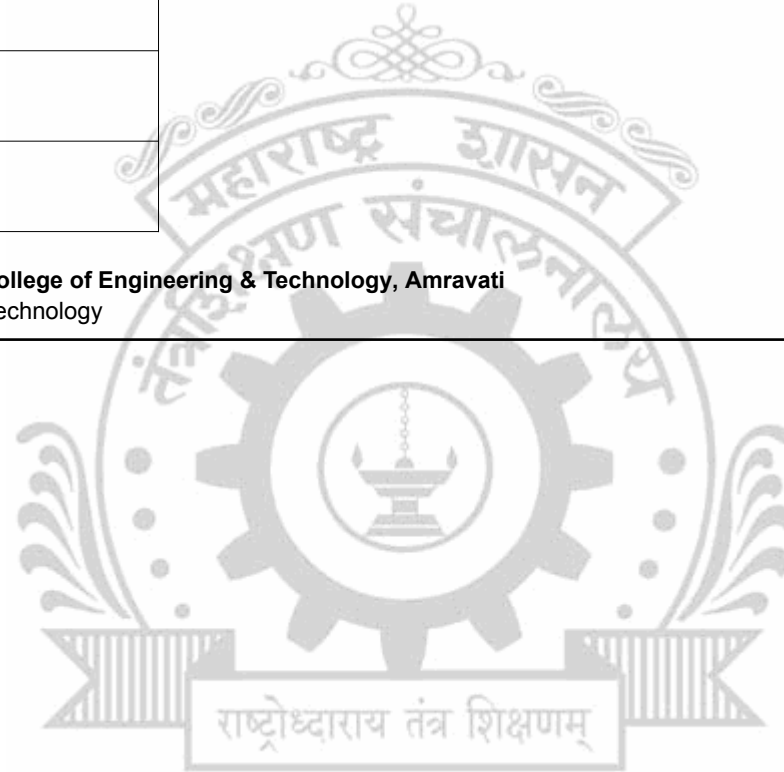 महाराष्ट्र शासन
तंत्रशिक्षण संचालनालय
ollege of Engineering & Technology, Amravati
echnology
राष्ट्रोध्दाराय तंत्र शिक्षणम्